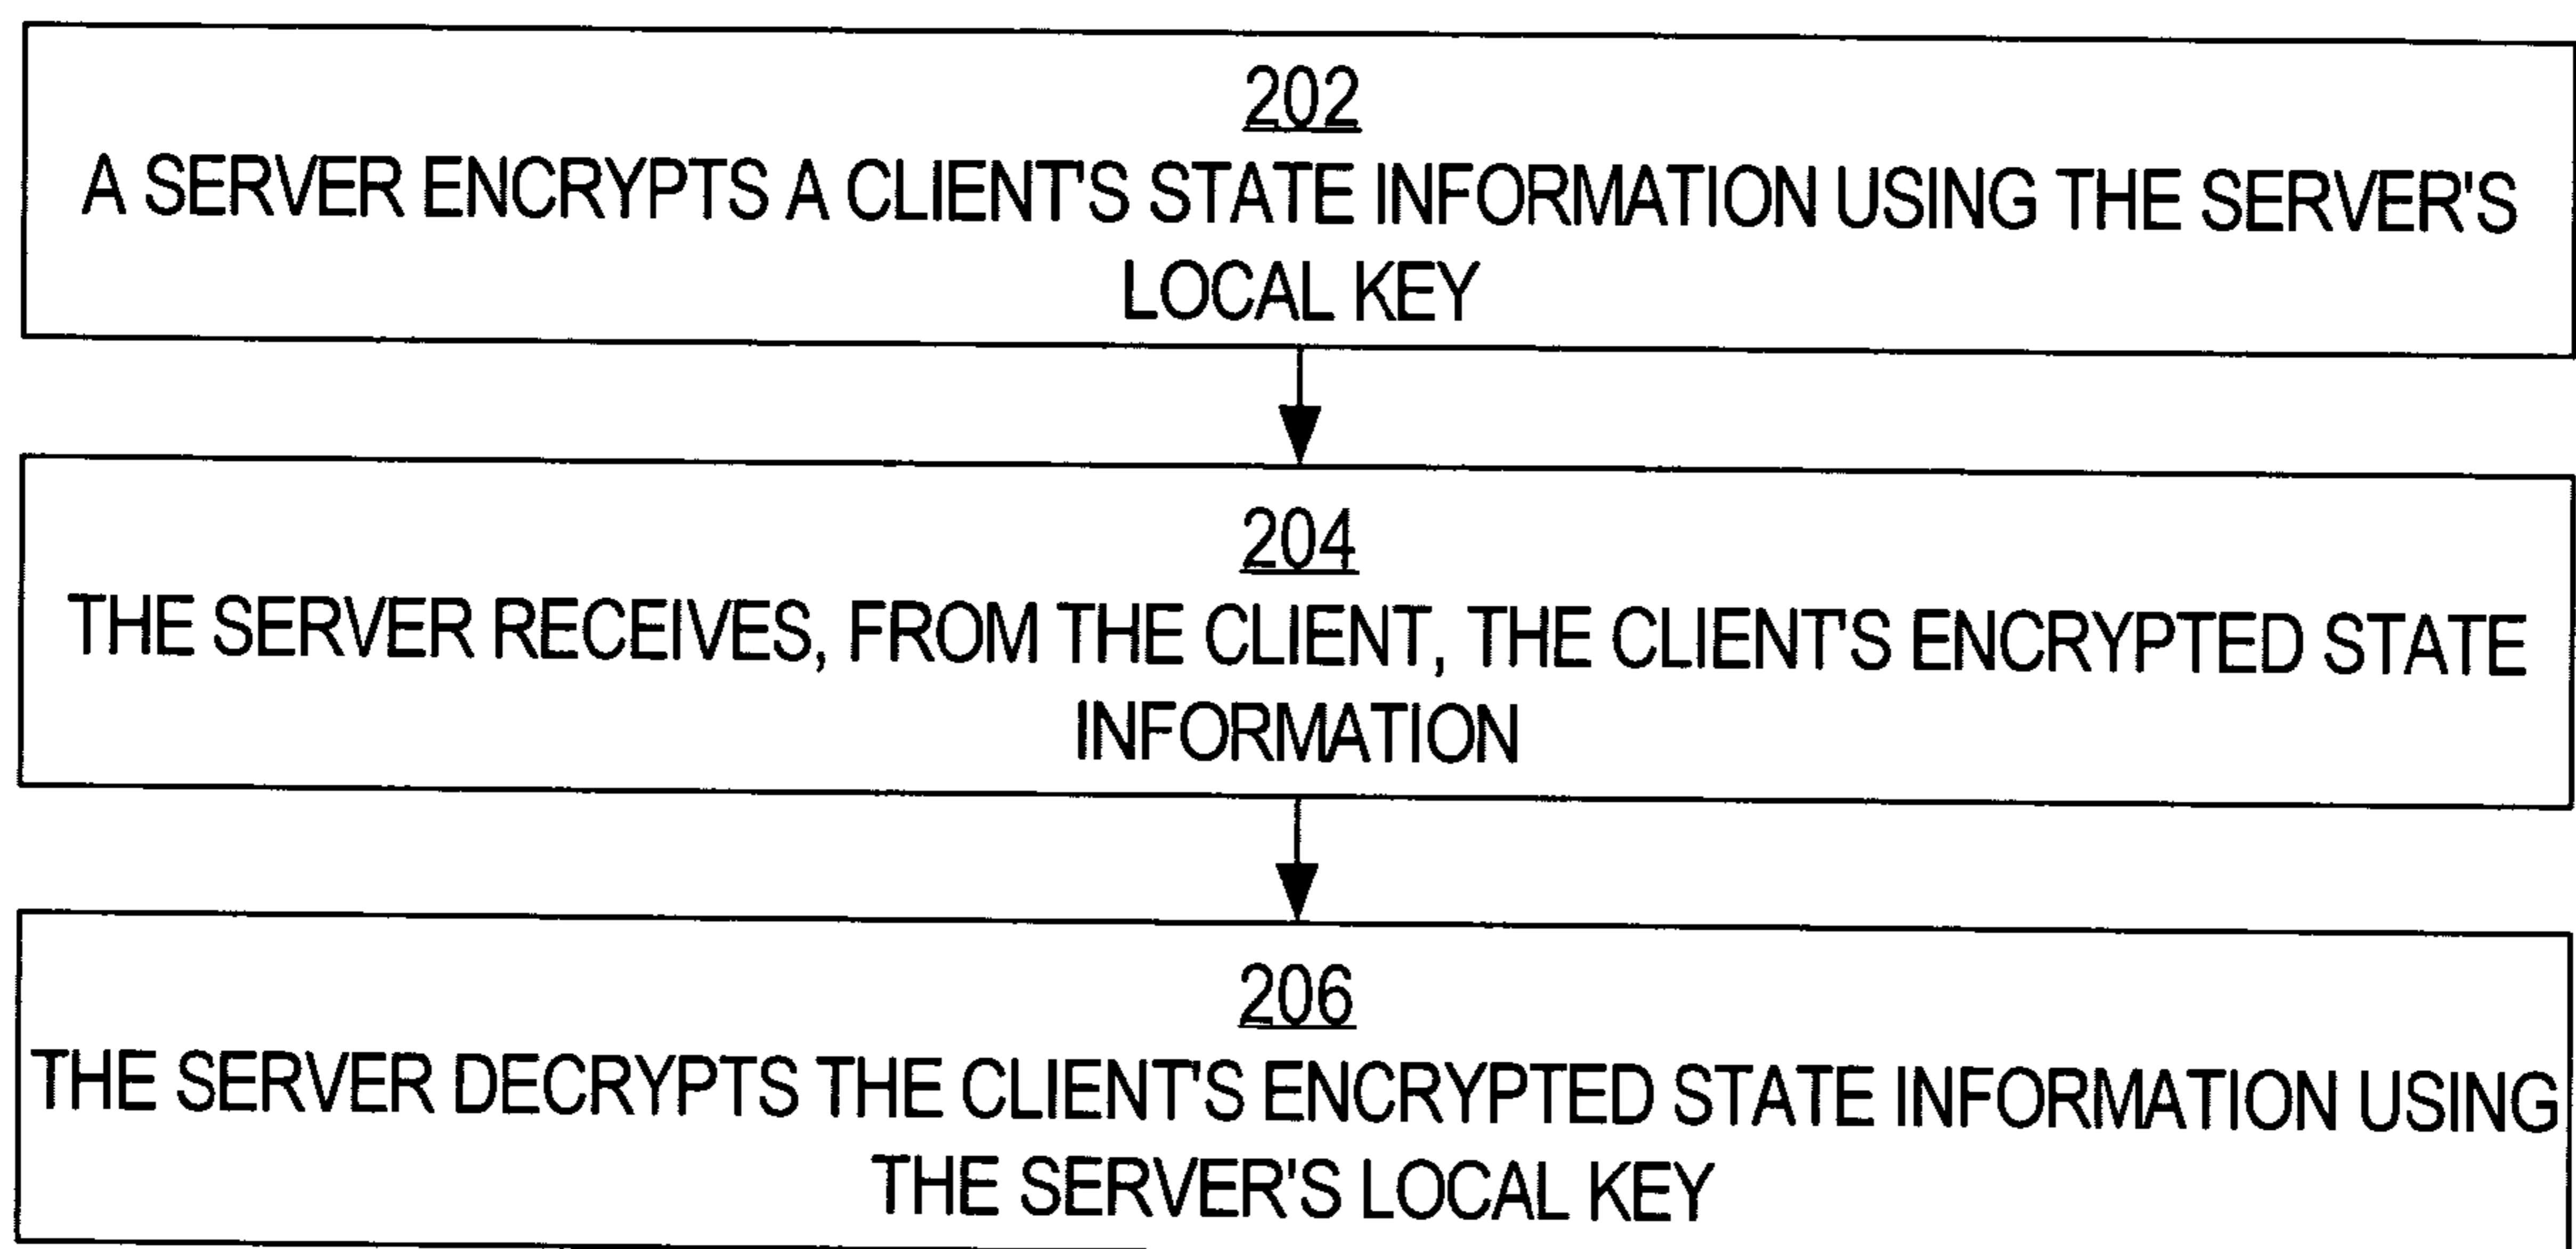 202
A SERVER ENCRYPTS A CLIENT'S STATE INFORMATION USING THE SERVER'S
LOCAL KEY
204
THE SERVER RECEIVES, FROM THE CLIENT, THE CLIENT'S ENCRYPTED STATE
INFORMATION
206
THE SERVER DECRYPTS THE CLIENT'S ENCRYPTED STATE INFORMATION USING
THE SERVER'S LOCAL KEY